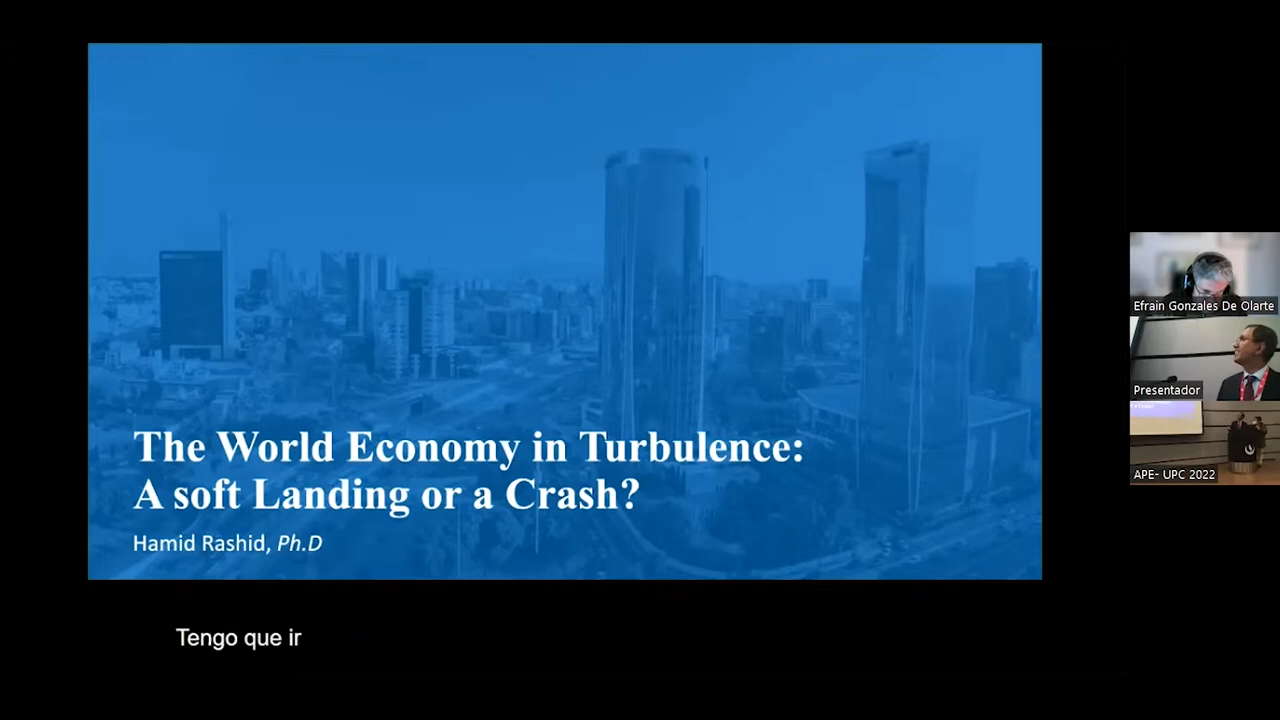 The World Economy in Turbulence:
A soft Landing or a Crash?
Hamid Rashid, Ph.D
Efrain Gonzales De Olarte
Presentador
APE- UPC 2022
Tengo que ir